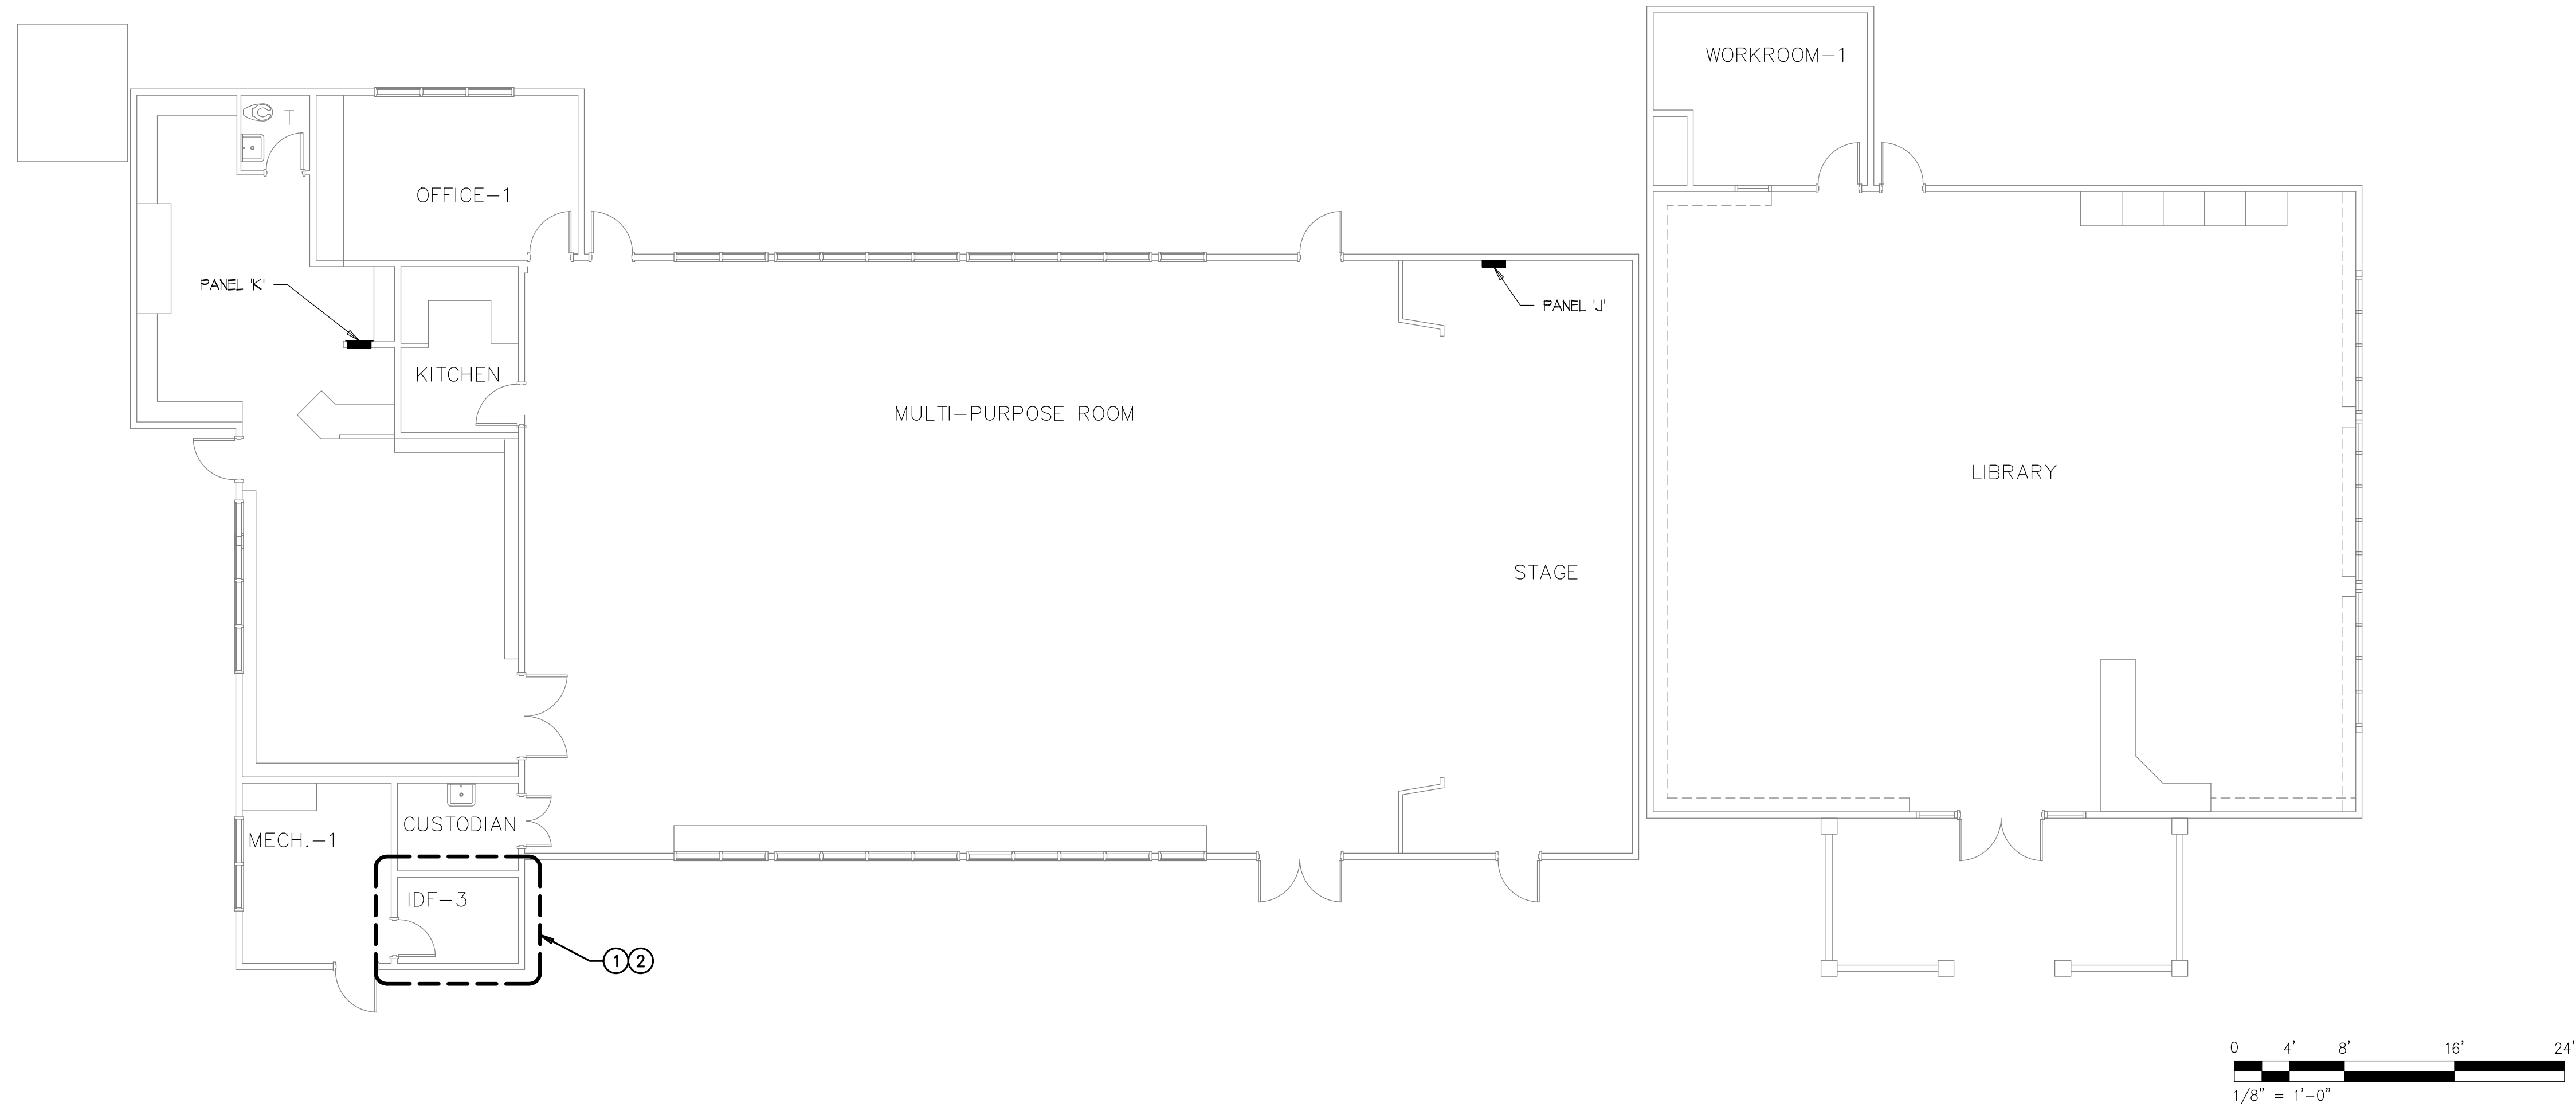 WORKROOM-1
T
OFFICE-1
PANEL 'K'
PANEL 'J'
KITCHEN
MULTI-PURPOSE ROOM
LIBRARY
STAGE
CUSTODIAN
MECH.-1
IDF-3
1 2
0 4' 8' 16' 24'
1/8" = 1'-0"